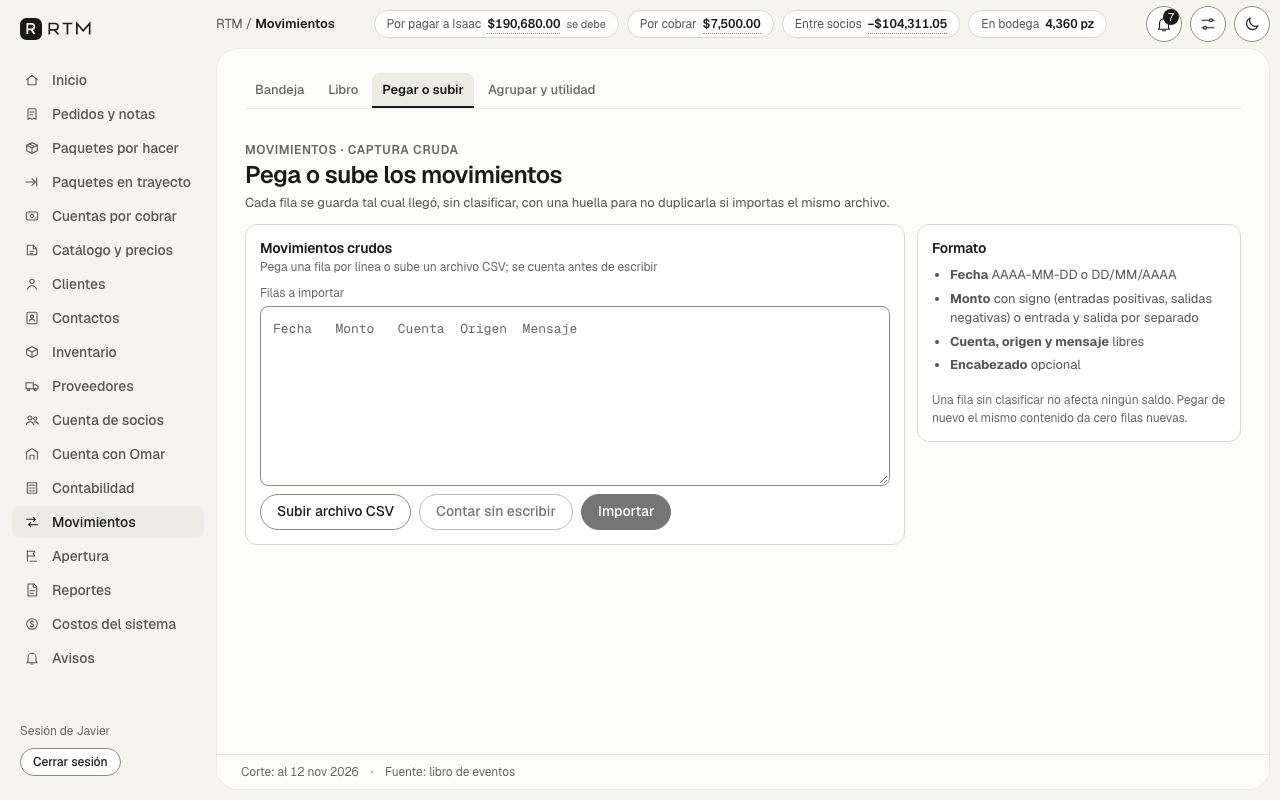 R RTM
RTM / Movimientos
Por pagar a Isaac $190,680.00 se debe
Por cobrar $7,500.00
Entre socios −$104,311.05
En bodega 4,360 pz
7
Inicio
Pedidos y notas
Paquetes por hacer
Paquetes en trayecto
Cuentas por cobrar
Catálogo y precios
Clientes
Contactos
Inventario
Proveedores
Cuenta de socios
Cuenta con Omar
Contabilidad
Movimientos
Apertura
Reportes
Costos del sistema
Avisos
Sesión de Javier
Cerrar sesión
Bandeja Libro Pegar o subir Agrupar y utilidad
MOVIMIENTOS · CAPTURA CRUDA
Pega o sube los movimientos
Cada fila se guarda tal cual llegó, sin clasificar, con una huella para no duplicarla si importas el mismo archivo.
Movimientos crudos
Pega una fila por línea o sube un archivo CSV; se cuenta antes de escribir
Filas a importar
Fecha Monto Cuenta Origen Mensaje
Subir archivo CSV Contar sin escribir Importar
Formato
• Fecha AAAA-MM-DD o DD/MM/AAAA
• Monto con signo (entradas positivas, salidas
negativas) o entrada y salida por separado
• Cuenta, origen y mensaje libres
• Encabezado opcional
Una fila sin clasificar no afecta ningún saldo. Pegar de
nuevo el mismo contenido da cero filas nuevas.
Corte: al 12 nov 2026 · Fuente: libro de eventos